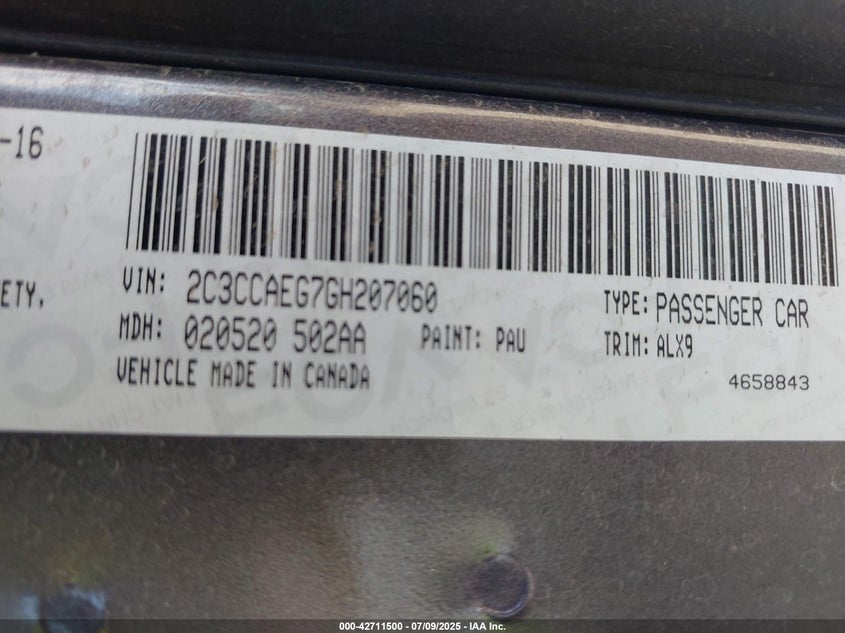 -16
VIN: 2C3CCAEG7GH207060
TYPE: PASSENGER CAR
ETY,
MDH: 020520 502AA
PAINT: PAU
TRIM: ALX9
VEHICLE MADE IN CANADA
4658843
000-42711500 - 07/09/2025 - IAA Inc.